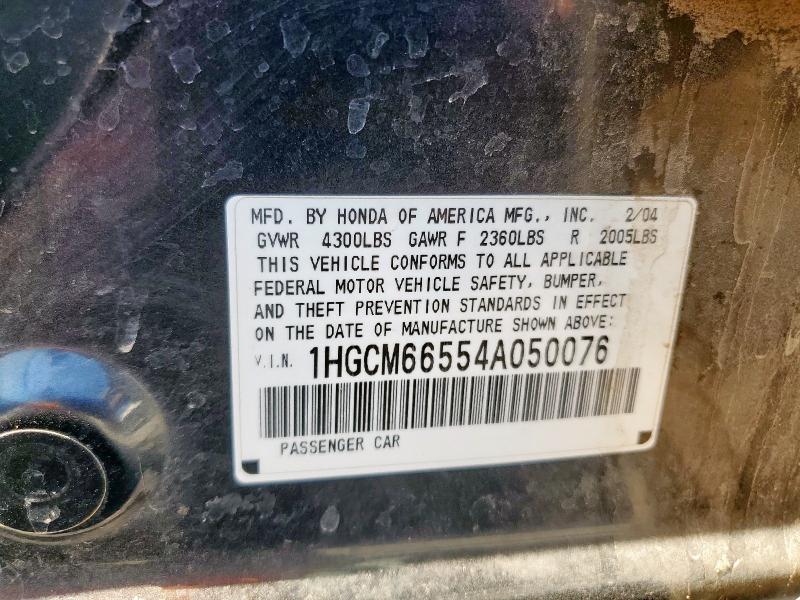 MFD. BY HONDA OF AMERICA MFG., INC. 2/04
GVWR 4300LBS GAWR F 2360LBS R 2005LBS
THIS VEHICLE CONFORMS TO ALL APPLICABLE
FEDERAL MOTOR VEHICLE SAFETY, BUMPER,
AND THEFT PREVENTION STANDARDS IN EFFECT
ON THE DATE OF MANUFACTURE SHOWN ABOVE:
V.I.N. 1HGCM66554A050076
PASSENGER CAR